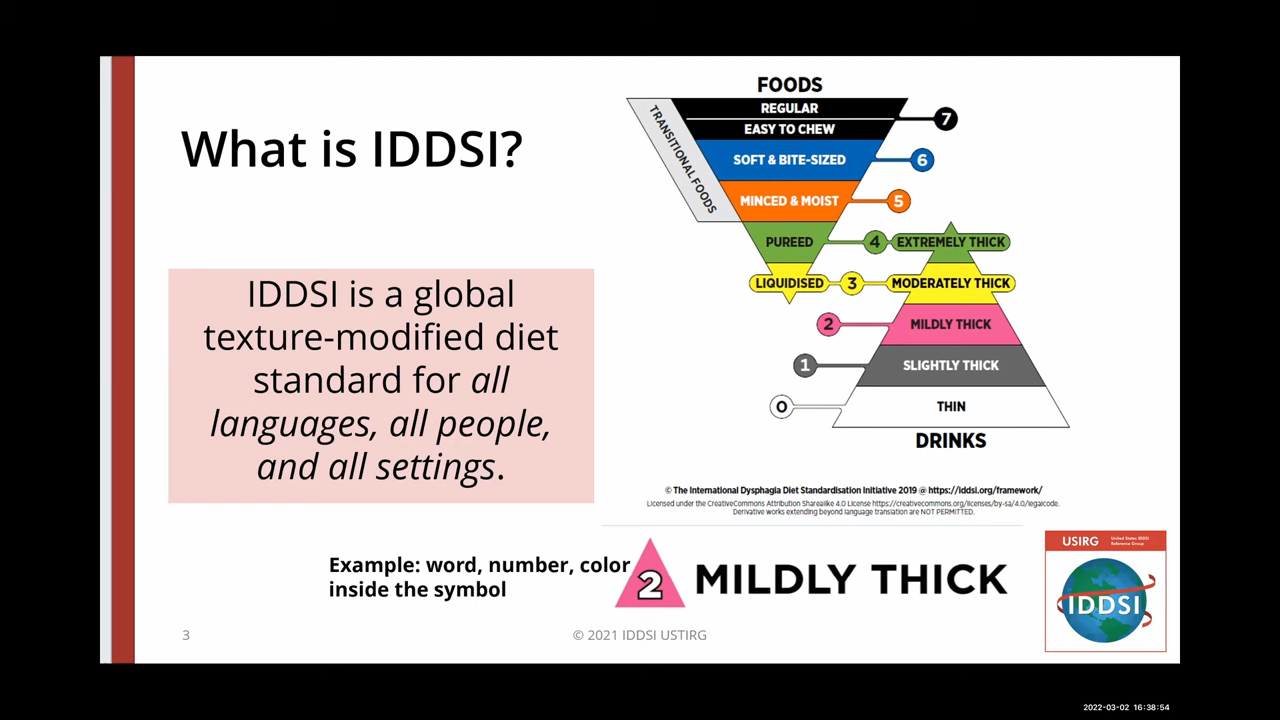 What is IDDSI?
IDDSI is a global
texture-modified diet
standard for all
languages, all people,
and all settings.
FOODS
TRANSITIONAL FOODS
REGULAR
EASY TO CHEW
7
SOFT & BITE-SIZED
6
MINCED & MOIST
5
PUREED
4
EXTREMELY THICK
LIQUIDISED
3
MODERATELY THICK
2
MILDLY THICK
1
SLIGHTLY THICK
0
THIN
DRINKS
© The International Dysphagia Diet Standardisation Initiative 2019 @ https://iddsi.org/framework/
Licensed under the CreativeCommons Attribution Sharealike 4.0 License https://creativecommons.org/licenses/by-sa/4.0/legalcode.
Derivative works extending beyond language translation are NOT PERMITTED.
Example: word, number, color
inside the symbol
2 MILDLY THICK
USIRG
United States IDDSI
Reference Group
IDDSI
3
© 2021 IDDSI USTIRG
2022-03-02 16:38:54